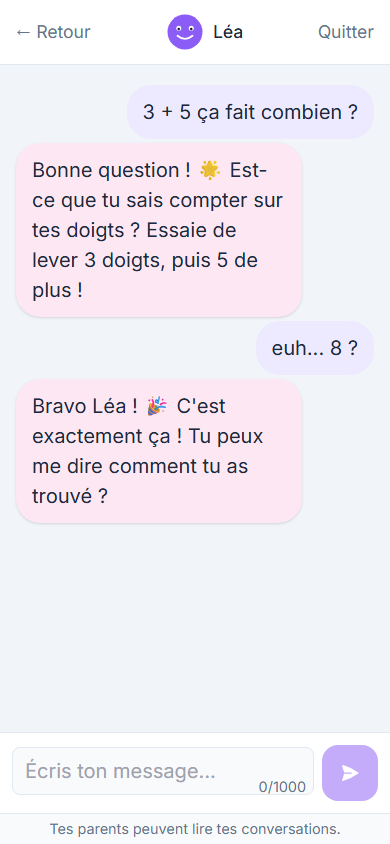 ← Retour
Léa
Quitter
3 + 5 ça fait combien ?
Bonne question ! 🌟 Est-
ce que tu sais compter sur
tes doigts ? Essaie de
lever 3 doigts, puis 5 de
plus !
euh... 8 ?
Bravo Léa ! 🎉 C'est
exactement ça ! Tu peux
me dire comment tu as
trouvé ?
Écris ton message...
0/1000
Tes parents peuvent lire tes conversations.